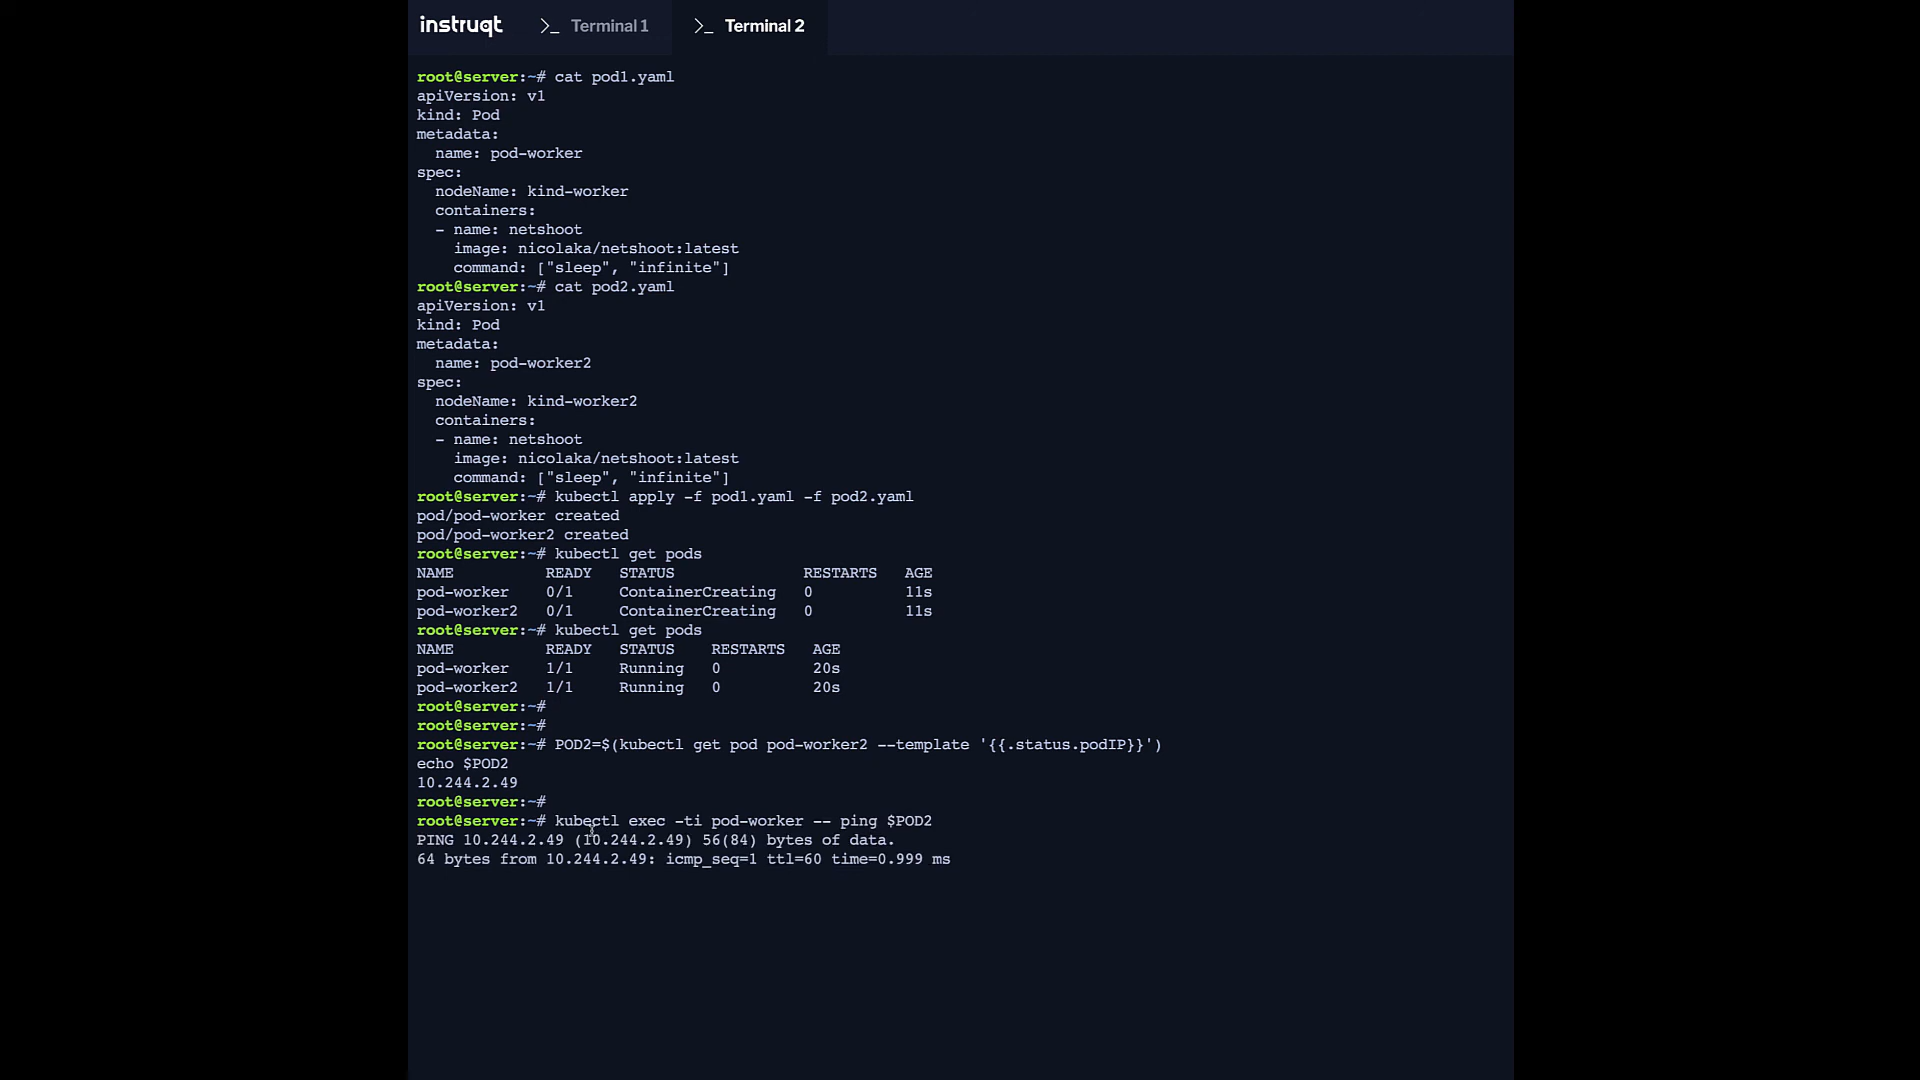 instruqt >_ Terminal 1 >_ Terminal 2
root@server:~# cat pod1.yaml
apiVersion: v1
kind: Pod
metadata:
  name: pod-worker
spec:
  nodeName: kind-worker
  containers:
  - name: netshoot
    image: nicolaka/netshoot:latest
    command: ["sleep", "infinite"]
root@server:~# cat pod2.yaml
apiVersion: v1
kind: Pod
metadata:
  name: pod-worker2
spec:
  nodeName: kind-worker2
  containers:
  - name: netshoot
    image: nicolaka/netshoot:latest
    command: ["sleep", "infinite"]
root@server:~# kubectl apply -f pod1.yaml -f pod2.yaml
pod/pod-worker created
pod/pod-worker2 created
root@server:~# kubectl get pods
NAME          READY   STATUS              RESTARTS   AGE
pod-worker    0/1     ContainerCreating   0          11s
pod-worker2   0/1     ContainerCreating   0          11s
root@server:~# kubectl get pods
NAME          READY   STATUS    RESTARTS   AGE
pod-worker    1/1     Running   0          20s
pod-worker2   1/1     Running   0          20s
root@server:~#
root@server:~#
root@server:~# POD2=$(kubectl get pod pod-worker2 --template '{{.status.podIP}}')
echo $POD2
10.244.2.49
root@server:~#
root@server:~# kubectl exec -ti pod-worker -- ping $POD2
PING 10.244.2.49 (10.244.2.49) 56(84) bytes of data.
64 bytes from 10.244.2.49: icmp_seq=1 ttl=60 time=0.999 ms